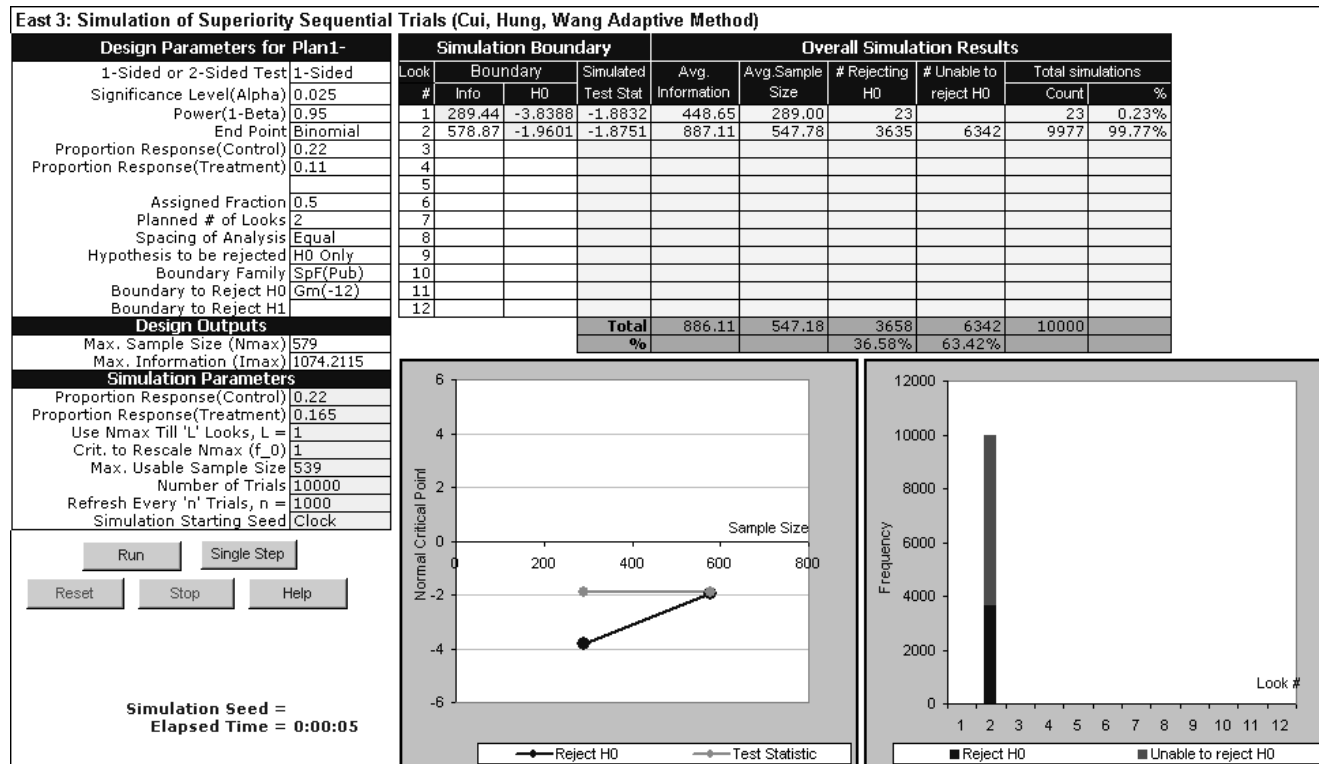 East 3: Simulation of Superiority Sequential Trials (Cui, Hung, Wang Adaptive Method)
Design Parameters for Plan1-
1-Sided or 2-Sided Test 1-Sided
Significance Level(Alpha) 0.025
Power(1-Beta) 0.95
End Point Binomial
Proportion Response(Control) 0.22
Proportion Response(Treatment) 0.11
Assigned Fraction 0.5
Planned # of Looks 2
Spacing of Analysis Equal
Hypothesis to be rejected H0 Only
Boundary Family SpF(Pub)
Boundary to Reject H0 Gm(-12)
Boundary to Reject H1
Design Outputs
Max. Sample Size (Nmax) 579
Max. Information (Imax) 1074.2115
Simulation Parameters
Proportion Response(Control) 0.22
Proportion Response(Treatment) 0.165
Use Nmax Till 'L' Looks, L = 1
Crit. to Rescale Nmax (f_0) 1
Max. Usable Sample Size 539
Number of Trials 10000
Refresh Every 'n' Trials, n = 1000
Simulation Starting Seed Clock
Run Single Step
Reset Stop Help
Simulation Seed =
Elapsed Time = 0:00:05
Simulation Boundary Overall Simulation Results
Look Boundary Simulated Avg. Avg.Sample # Rejecting # Unable to Total simulations
# Info H0 Test Stat Information Size H0 reject H0 Count %
1 289.44 -3.8388 -1.8832 448.65 289.00 23 23 0.23%
2 578.87 -1.9601 -1.8751 887.11 547.78 3635 6342 9977 99.77%
3
4
5
6
7
8
9
10
11
12
Total 886.11 547.18 3658 6342 10000
% 36.58% 63.42%
Normal Critical Point
6
4
2
0
-2
-4
-6
Sample Size
0 200 400 600 800
Reject H0 Test Statistic
Frequency
12000
10000
8000
6000
4000
2000
0
Look #
1 2 3 4 5 6 7 8 9 10 11 12
Reject H0 Unable to reject H0